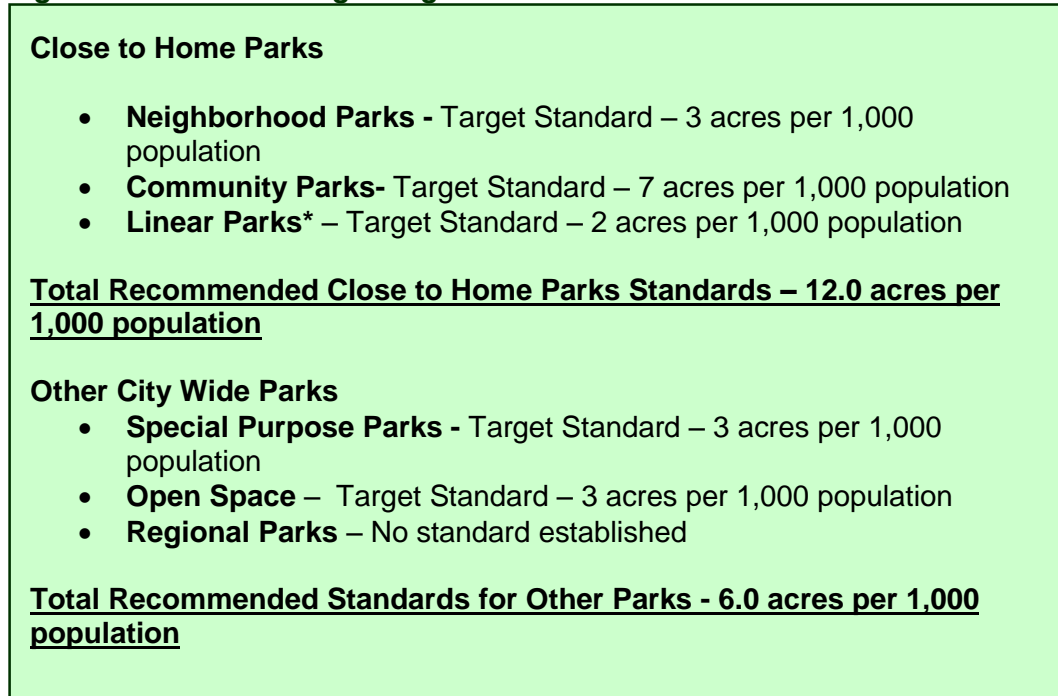 Close to Home Parks
• Neighborhood Parks - Target Standard – 3 acres per 1,000
population
• Community Parks- Target Standard – 7 acres per 1,000 population
• Linear Parks* – Target Standard – 2 acres per 1,000 population
Total Recommended Close to Home Parks Standards – 12.0 acres per
1,000 population
Other City Wide Parks
• Special Purpose Parks - Target Standard – 3 acres per 1,000
population
• Open Space – Target Standard – 3 acres per 1,000 population
• Regional Parks – No standard established
Total Recommended Standards for Other Parks - 6.0 acres per 1,000
population